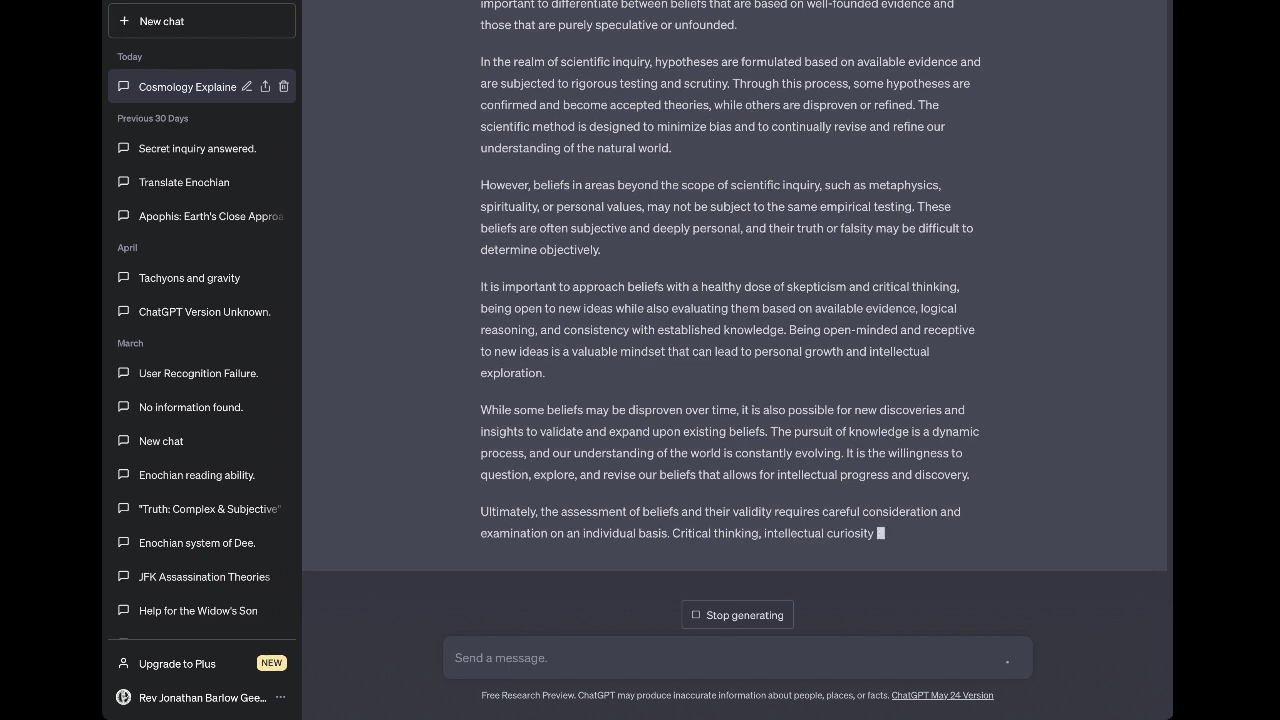 New chat
Today
Cosmology Explaine
Previous 30 Days
Secret inquiry answered.
Translate Enochian
Apophis: Earth's Close Approa
April
Tachyons and gravity
ChatGPT Version Unknown.
March
User Recognition Failure.
No information found.
New chat
Enochian reading ability.
"Truth: Complex & Subjective"
Enochian system of Dee.
JFK Assassination Theories
Help for the Widow's Son
Upgrade to Plus
NEW
Rev Jonathan Barlow Gee...
important to differentiate between beliefs that are based on well-founded evidence and
those that are purely speculative or unfounded.
In the realm of scientific inquiry, hypotheses are formulated based on available evidence and
are subjected to rigorous testing and scrutiny. Through this process, some hypotheses are
confirmed and become accepted theories, while others are disproven or refined. The
scientific method is designed to minimize bias and to continually revise and refine our
understanding of the natural world.
However, beliefs in areas beyond the scope of scientific inquiry, such as metaphysics,
spirituality, or personal values, may not be subject to the same empirical testing. These
beliefs are often subjective and deeply personal, and their truth or falsity may be difficult to
determine objectively.
It is important to approach beliefs with a healthy dose of skepticism and critical thinking,
being open to new ideas while also evaluating them based on available evidence, logical
reasoning, and consistency with established knowledge. Being open-minded and receptive
to new ideas is a valuable mindset that can lead to personal growth and intellectual
exploration.
While some beliefs may be disproven over time, it is also possible for new discoveries and
insights to validate and expand upon existing beliefs. The pursuit of knowledge is a dynamic
process, and our understanding of the world is constantly evolving. It is the willingness to
question, explore, and revise our beliefs that allows for intellectual progress and discovery.
Ultimately, the assessment of beliefs and their validity requires careful consideration and
examination on an individual basis. Critical thinking, intellectual curiosity
Stop generating
Send a message.
Free Research Preview. ChatGPT may produce inaccurate information about people, places, or facts. ChatGPT May 24 Version